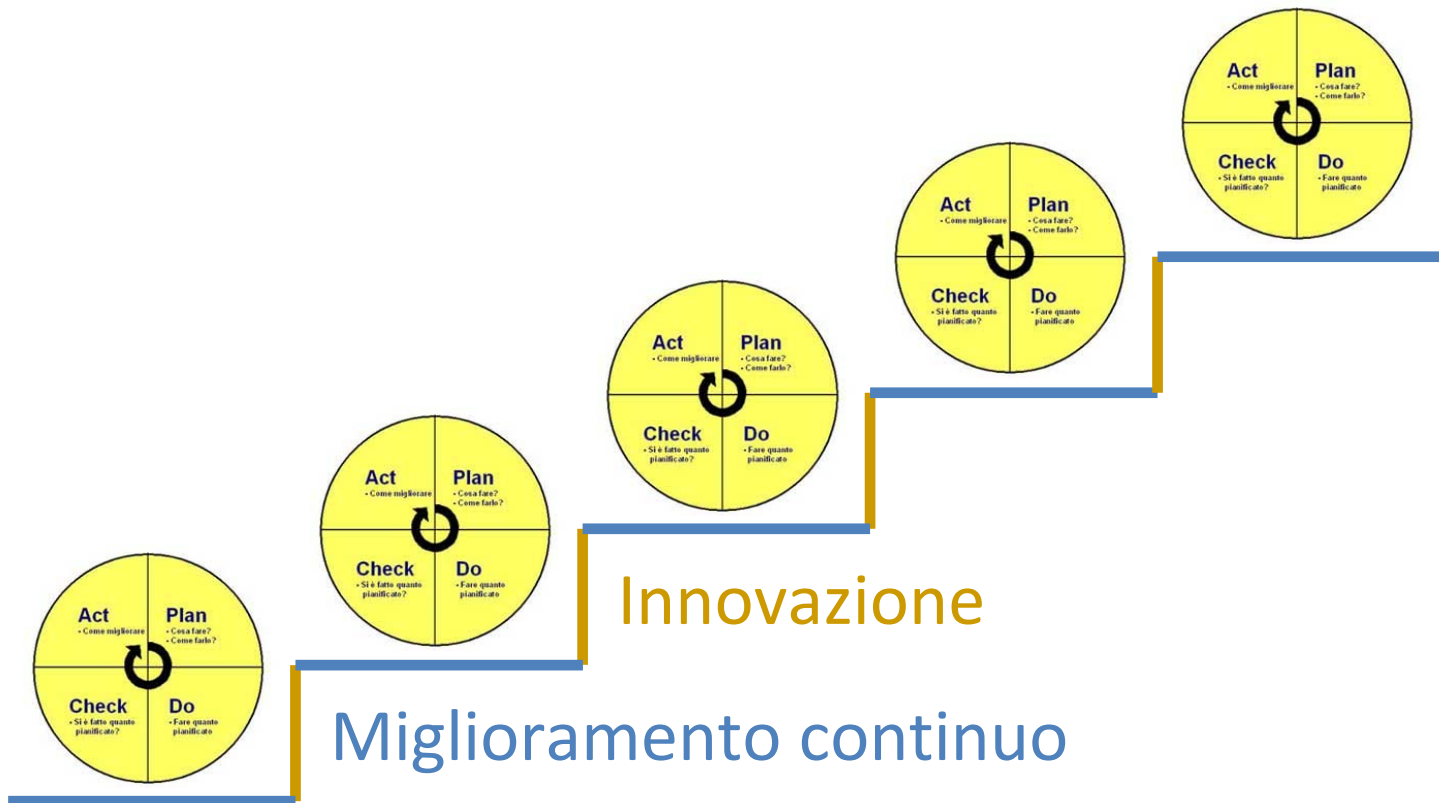 Act
- Come migliorare
Plan
- Cosa fare?
- Come farlo?
Check
- Si è fatto quanto
pianificato?
Do
- Fare quanto
pianificato
Act
- Come migliorare
Plan
- Cosa fare?
- Come farlo?
Check
- Si è fatto quanto
pianificato?
Do
- Fare quanto
pianificato
Act
- Come migliorare
Plan
- Cosa fare?
- Come farlo?
Check
- Si è fatto quanto
pianificato?
Do
- Fare quanto
pianificato
Act
- Come migliorare
Plan
- Cosa fare?
- Come farlo?
Check
- Si è fatto quanto
pianificato?
Do
- Fare quanto
pianificato
Act
- Come migliorare
Plan
- Cosa fare?
- Come farlo?
Check
- Si è fatto quanto
pianificato?
Do
- Fare quanto
pianificato
Innovazione
Miglioramento continuo